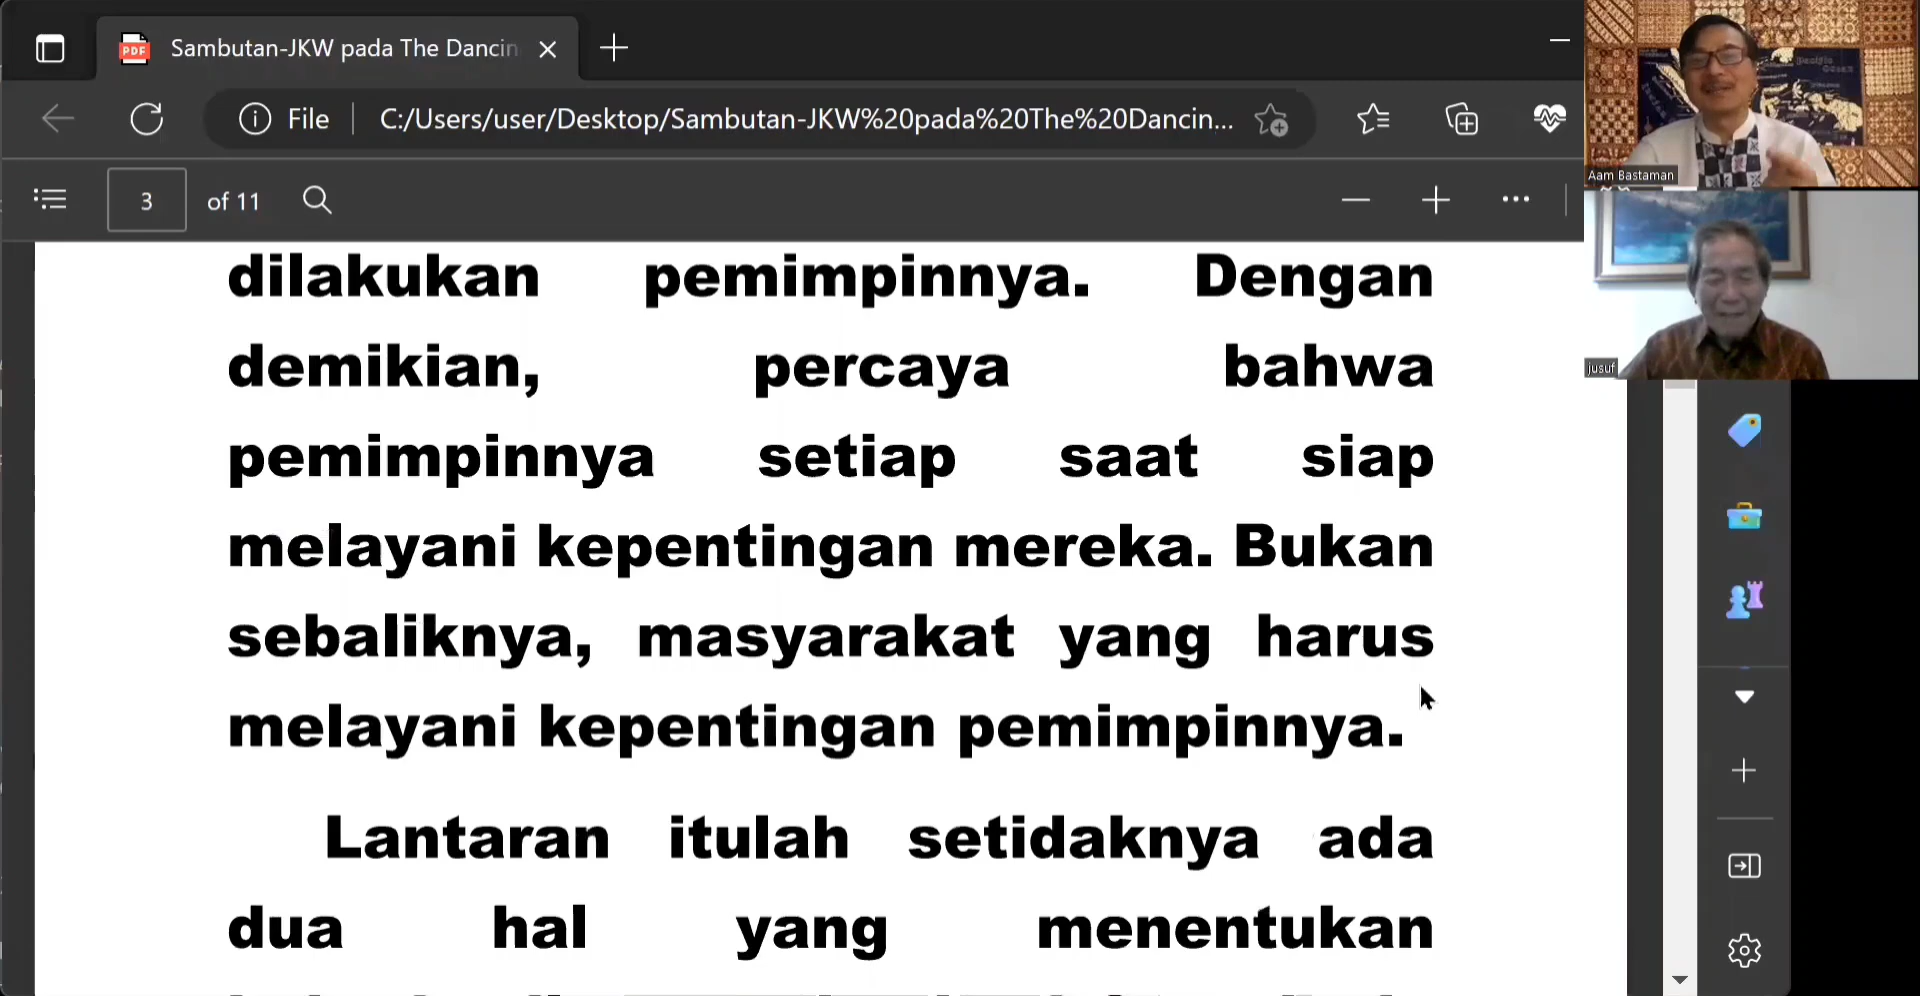 Sambutan-JKW pada The Dancin
File
C:/Users/user/Desktop/Sambutan-JKW%20pada%20The%20Dancin...
3 of 11
Aam Bastaman
jusuf
dilakukan pemimpinnya. Dengan
demikian, percaya bahwa
pemimpinnya setiap saat siap
melayani kepentingan mereka. Bukan
sebaliknya, masyarakat yang harus
melayani kepentingan pemimpinnya.
Lantaran itulah setidaknya ada
dua hal yang menentukan